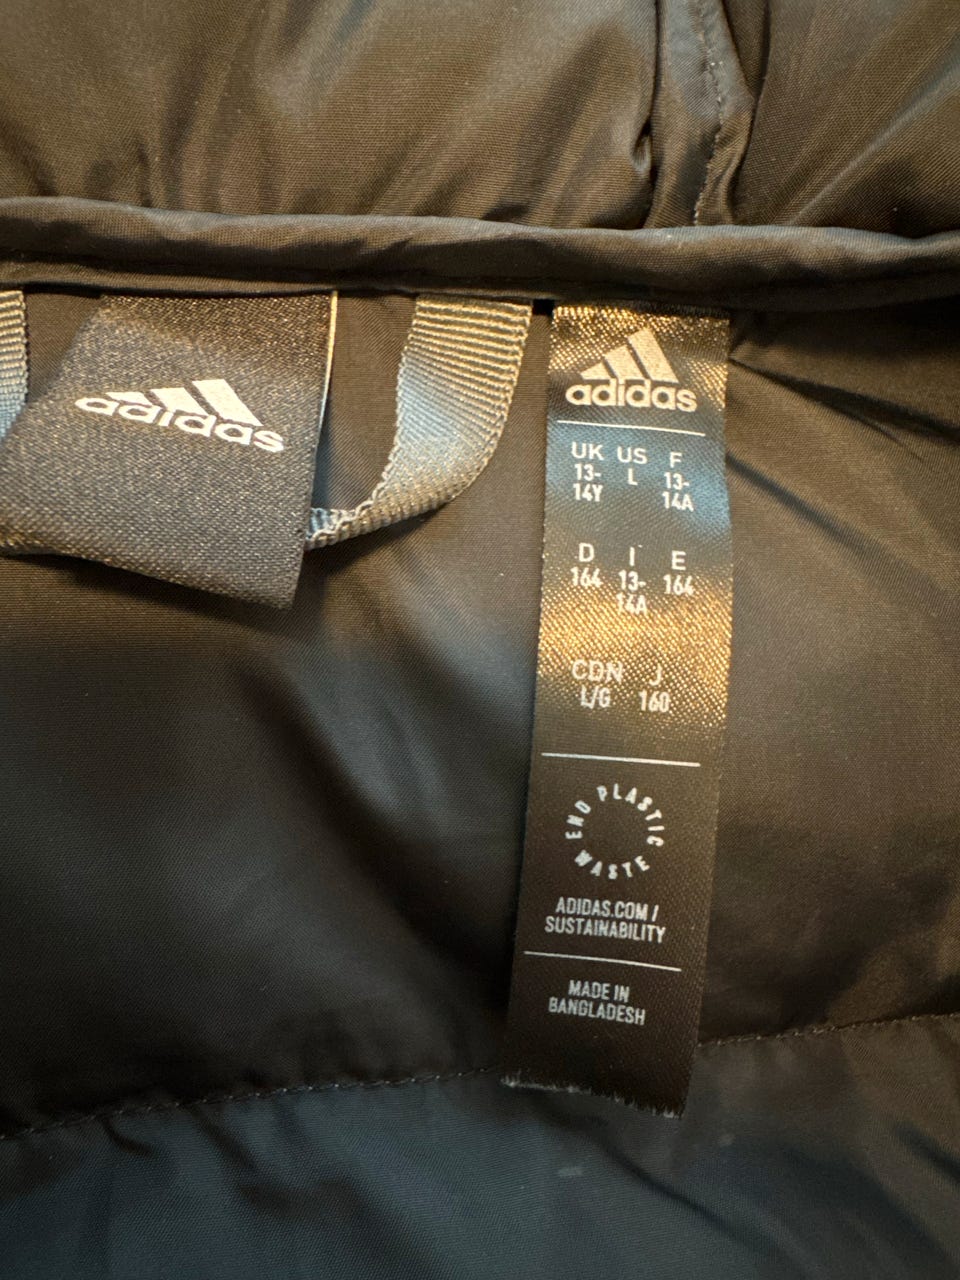 adidas
adidas
UK US F
13- L 13-
14Y 14A
D I E
164 13- 164
14A
CDN J
L/G 160
END PLASTIC WASTE
ADIDAS.COM /
SUSTAINABILITY
MADE IN
BANGLADESH